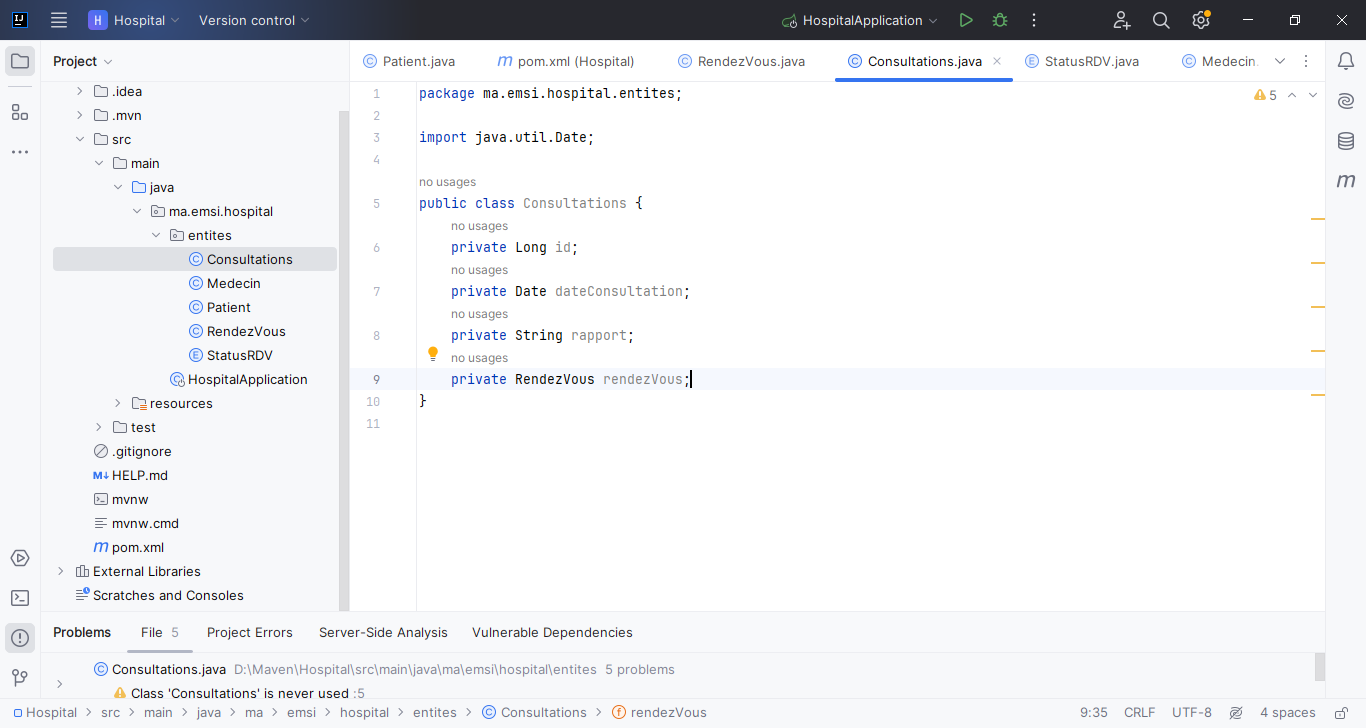 H Hospital Version control HospitalApplication
Project
.idea
.mvn
src
main
java
ma.emsi.hospital
entites
C Consultations
C Medecin
C Patient
C RendezVous
E StatusRDV
C HospitalApplication
resources
test
.gitignore
M↓ HELP.md
mvnw
mvnw.cmd
m pom.xml
External Libraries
Scratches and Consoles
C Patient.java m pom.xml (Hospital) C RendezVous.java C Consultations.java × E StatusRDV.java C Medecin
5
1 package ma.emsi.hospital.entites;
2
3 import java.util.Date;
4
no usages
5 public class Consultations {
no usages
6 private Long id;
no usages
7 private Date dateConsultation;
no usages
8 private String rapport;
no usages
9 private RendezVous rendezVous;
10 }
11
m
Problems File 5 Project Errors Server-Side Analysis Vulnerable Dependencies
C Consultations.java D:\Maven\Hospital\src\main\java\ma\emsi\hospital\entites 5 problems
Class 'Consultations' is never used :5
Hospital > src > main > java > ma > emsi > hospital > entites > C Consultations > f rendezVous 9:35 CRLF UTF-8 4 spaces